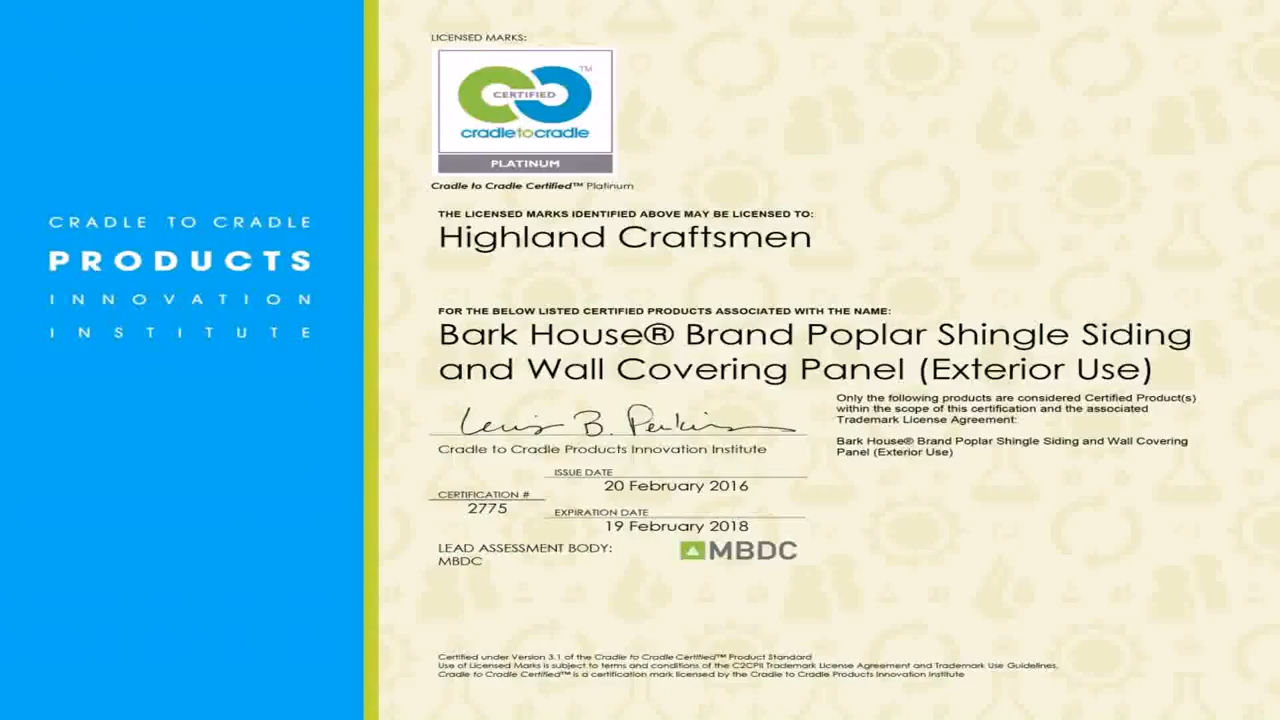 CRADLE TO CRADLE
PRODUCTS
INNOVATION
INSTITUTE
LICENSED MARKS:
CERTIFIED
TM
cradletocradle
PLATINUM
Cradle to Cradle Certified™ Platinum
THE LICENSED MARKS IDENTIFIED ABOVE MAY BE LICENSED TO:
Highland Craftsmen
FOR THE BELOW LISTED CERTIFIED PRODUCTS ASSOCIATED WITH THE NAME:
Bark House® Brand Poplar Shingle Siding
and Wall Covering Panel (Exterior Use)
Lewis B. Perkins
Cradle to Cradle Products Innovation Institute
Only the following products are considered Certified Product(s)
within the scope of this certification and the associated
Trademark License Agreement:
Bark House® Brand Poplar Shingle Siding and Wall Covering
Panel (Exterior Use)
ISSUE DATE
20 February 2016
CERTIFICATION #
2775
EXPIRATION DATE
19 February 2018
LEAD ASSESSMENT BODY:
MBDC
MBDC
Certified under Version 3.1 of the Cradle to Cradle Certified™ Product Standard
Use of Licensed Marks is subject to terms and conditions of the C2CPII Trademark License Agreement and Trademark Use Guidelines.
Cradle to Cradle Certified™ is a certification mark licensed by the Cradle to Cradle Products Innovation Institute